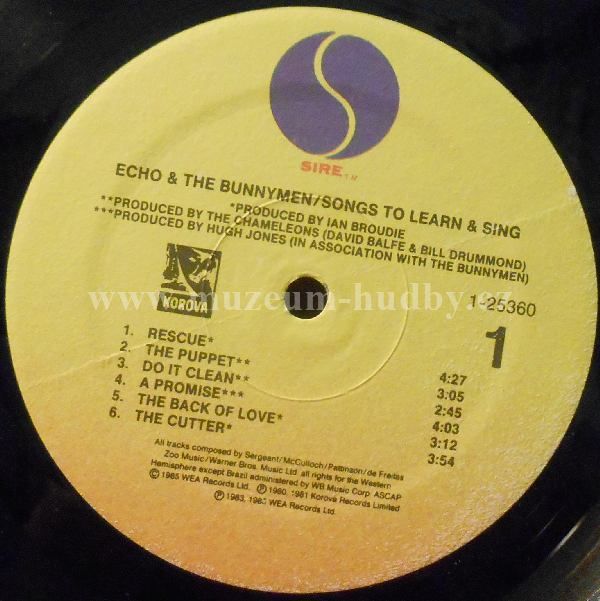 SIRE TM
ECHO & THE BUNNYMEN/SONGS TO LEARN & SING
*PRODUCED BY IAN BROUDIE
**PRODUCED BY THE CHAMELEONS (DAVID BALFE & BILL DRUMMOND)
***PRODUCED BY HUGH JONES (IN ASSOCIATION WITH THE BUNNYMEN)
KOROVA
www.muzeum-hudby.cz
1-25360
1
1. RESCUE* 4:27
2. THE PUPPET** 3:05
3. DO IT CLEAN** 2:45
4. A PROMISE*** 4:03
5. THE BACK OF LOVE* 3:12
6. THE CUTTER* 3:54
All tracks composed by Sergeant/McCulloch/Pattinson/de Freitas
Zoo Music/Warner Bros. Music Ltd. all rights for the Western
Hemisphere except Brazil administered by WB Music Corp. ASCAP
© 1985 WEA Records Ltd. ℗ 1980, 1981 Korova Records Limited
℗ 1983, WEA Records Ltd.